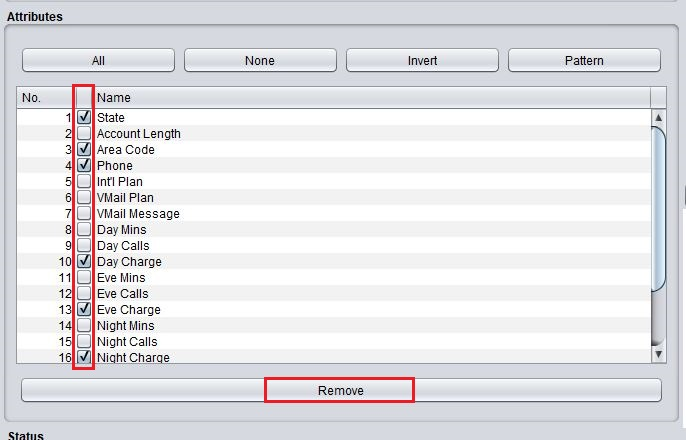 Attributes
All None Invert Pattern
No. Name
1 State
2 Account Length
3 Area Code
4 Phone
5 Int'l Plan
6 VMail Plan
7 VMail Message
8 Day Mins
9 Day Calls
10 Day Charge
11 Eve Mins
12 Eve Calls
13 Eve Charge
14 Night Mins
15 Night Calls
16 Night Charge
Remove
Status